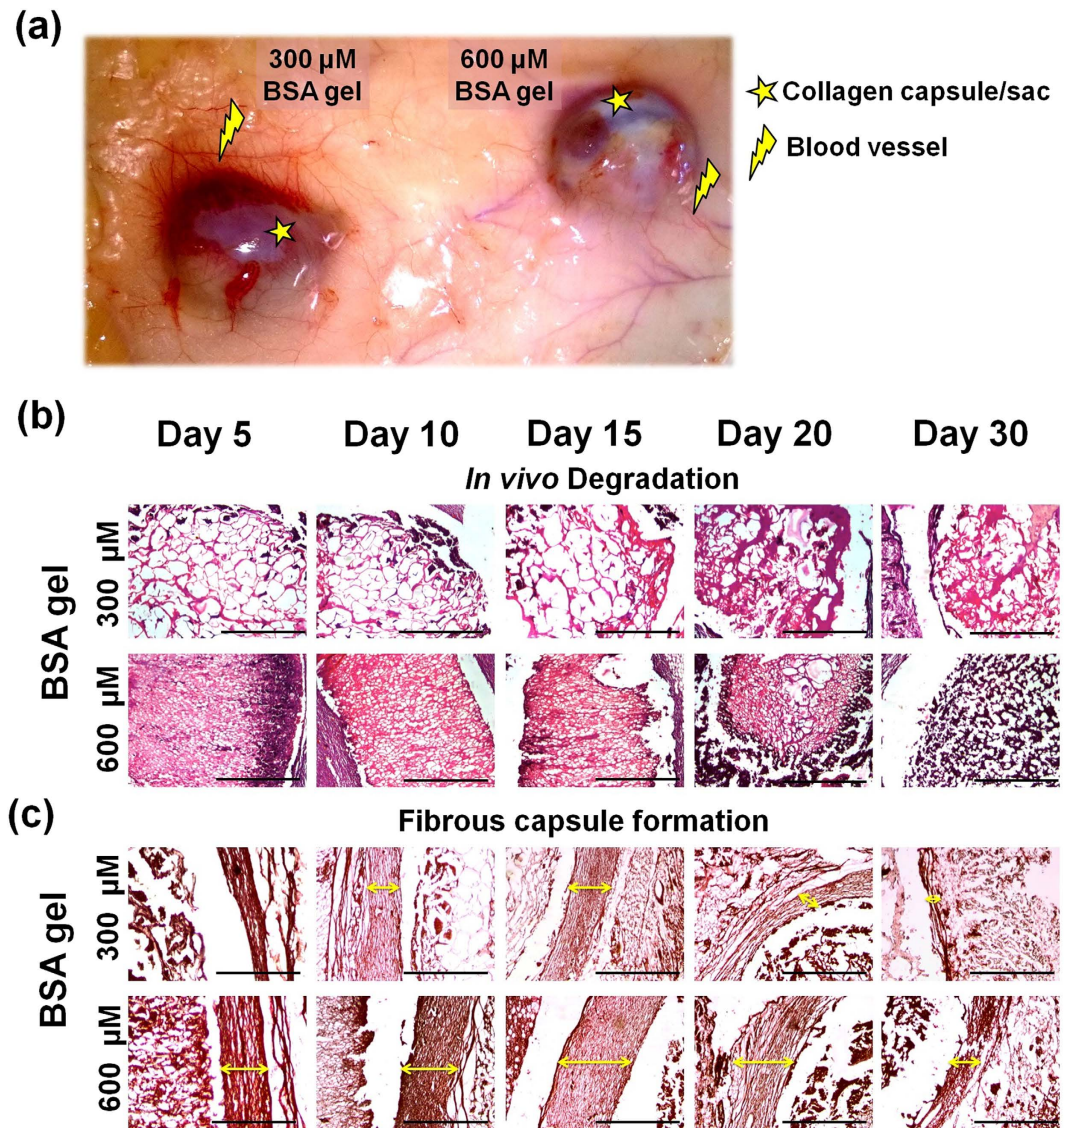 (a)
300 µM
BSA gel
600 µM
BSA gel
Collagen capsule/sac
Blood vessel
(b)
Day 5
Day 10
Day 15
Day 20
Day 30
In vivo Degradation
BSA gel
300 µM
600 µM
(c)
Fibrous capsule formation
BSA gel
300 µM
600 µM